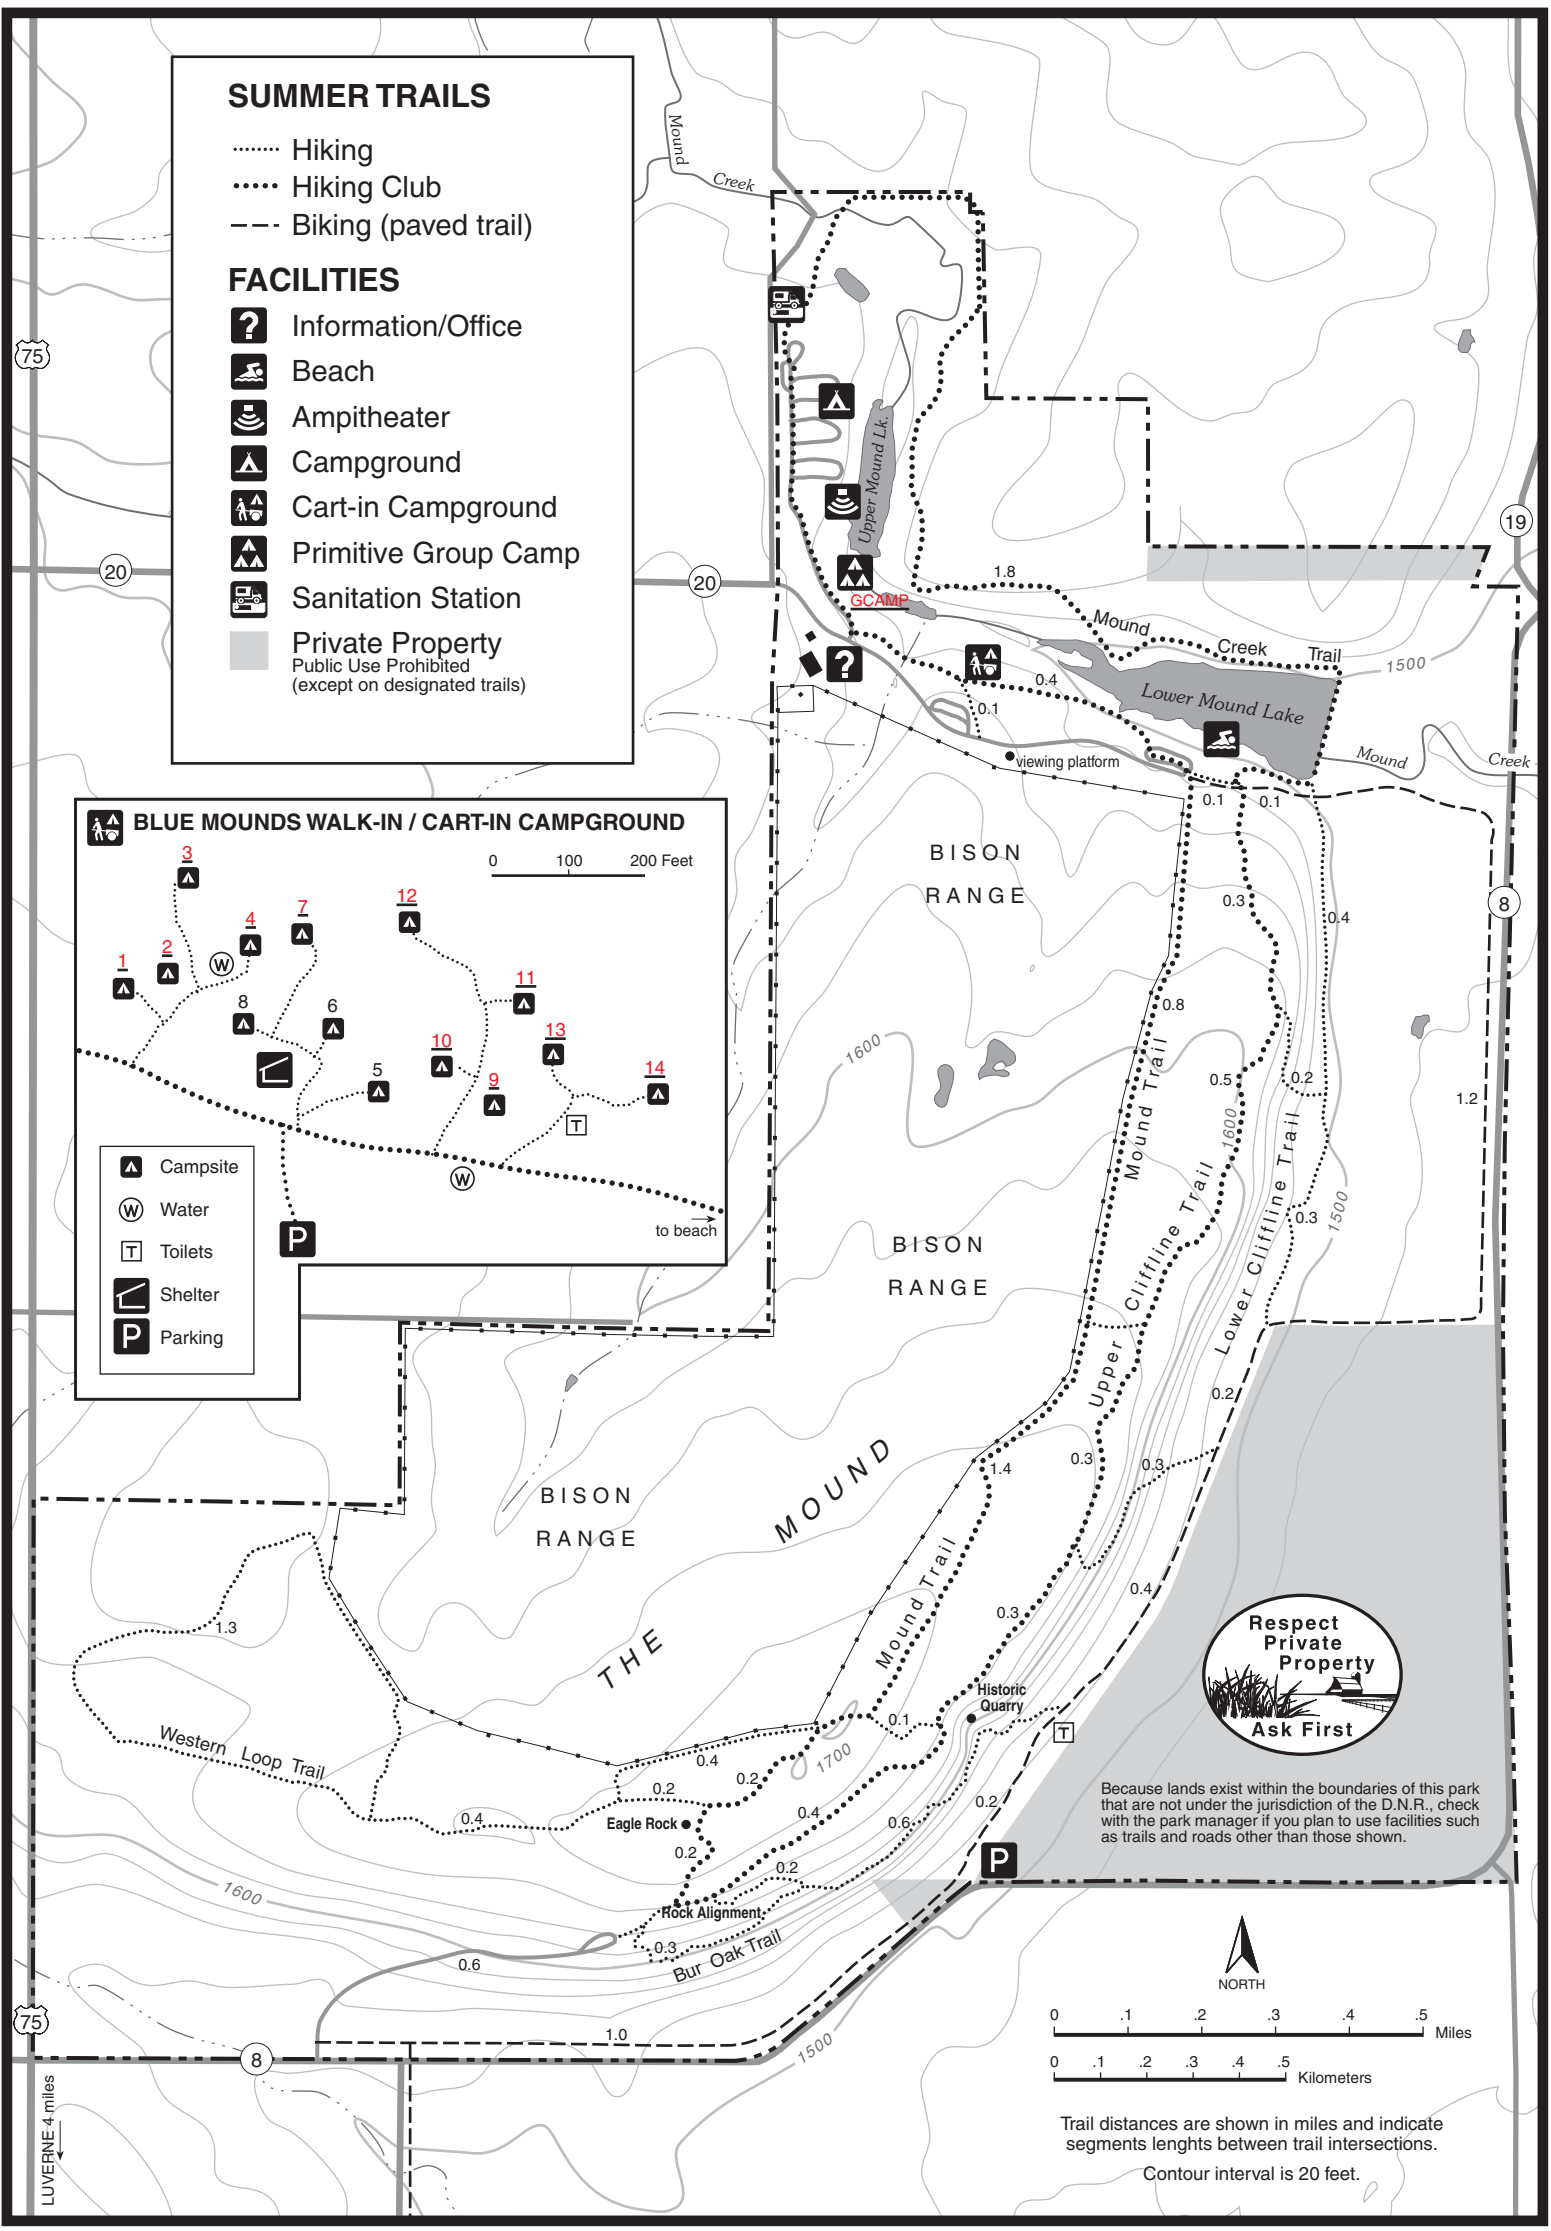 SUMMER TRAILS
Hiking
Hiking Club
Biking (paved trail)
FACILITIES
Information/Office
Beach
Ampitheater
Campground
Cart-in Campground
Primitive Group Camp
Sanitation Station
Private Property
Public Use Prohibited
(except on designated trails)
Mound
Creek
75
20
20
19
Upper Mound Lk.
GCAMP
1.8
Mound
Creek
Trail
1500
0.4
0.1
Lower Mound Lake
viewing platform
Mound
Creek
0.1
0.1
BLUE MOUNDS WALK-IN / CART-IN CAMPGROUND
0 100 200 Feet
3
12
7
4
2
1
11
8
6
13
10
5
9
14
W
T
W
P
to beach
Campsite
W Water
T Toilets
Shelter
P Parking
BISON
RANGE
0.3
0.4
8
0.8
1600
0.5
0.2
1.2
1600
Mound Trail
Upper Cliffline Trail
Lower Cliffline Trail
0.3
1500
BISON
RANGE
0.2
0.3
0.3
1.4
THE MOUND
BISON
RANGE
Mound Trail
0.4
0.3
1.3
Respect
Private
Property
Ask First
Historic
Quarry
T
0.1
1700
Western Loop Trail
0.4
0.2
0.2
0.4
0.4
Eagle Rock
0.2
0.6
0.2
0.2
Because lands exist within the boundaries of this park
that are not under the jurisdiction of the D.N.R., check
with the park manager if you plan to use facilities such
as trails and roads other than those shown.
P
1600
Rock Alignment
0.3
Bur Oak Trail
0.6
NORTH
75
1.0
8
1500
0 .1 .2 .3 .4 .5
Miles
0 .1 .2 .3 .4 .5
Kilometers
LUVERNE 4 miles
Trail distances are shown in miles and indicate
segments lenghts between trail intersections.
Contour interval is 20 feet.